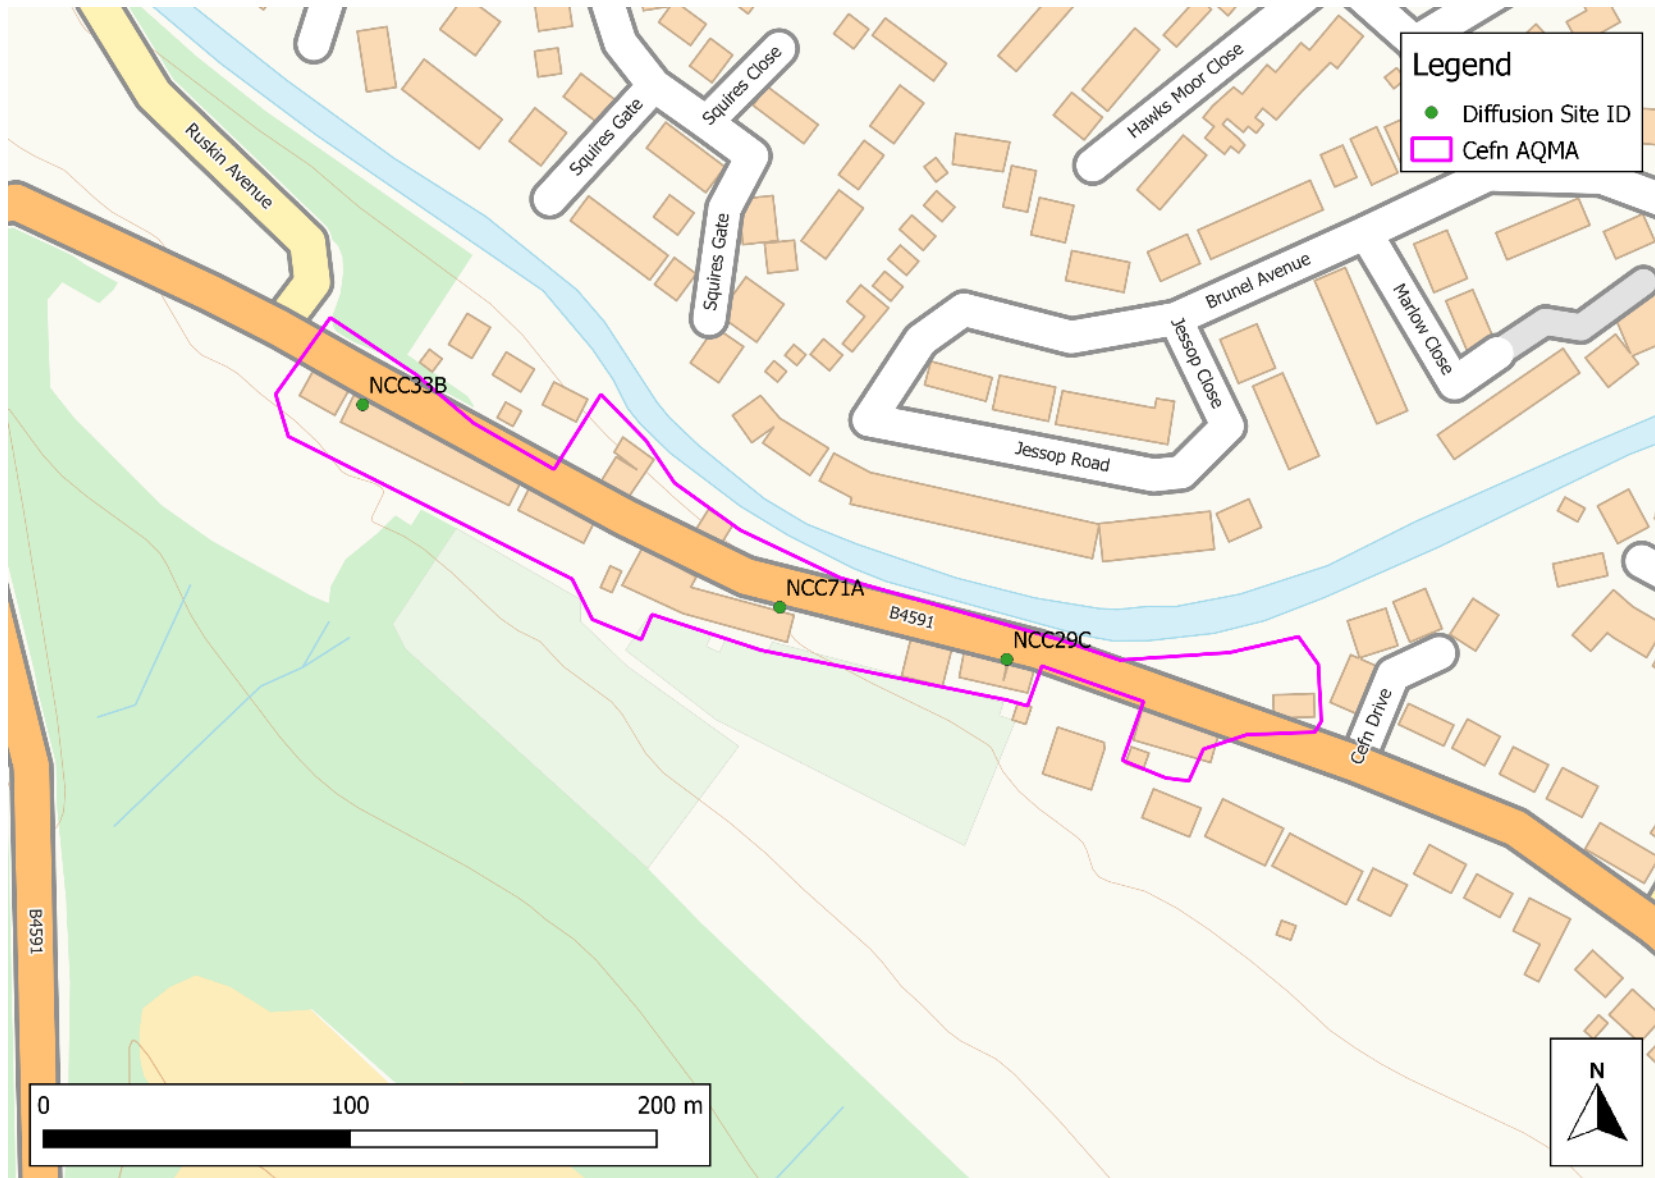 Legend
Diffusion Site ID
Cefn AQMA
Squires Close
Hawks Moor Close
Squires Gate
Ruskin Avenue
Squires Gate
Brunel Avenue
Marlow Close
Jessop Close
NCC33B
Jessop Road
NCC71A
B4591
NCC29C
Cefn Drive
B4591
N
0 100 200 m